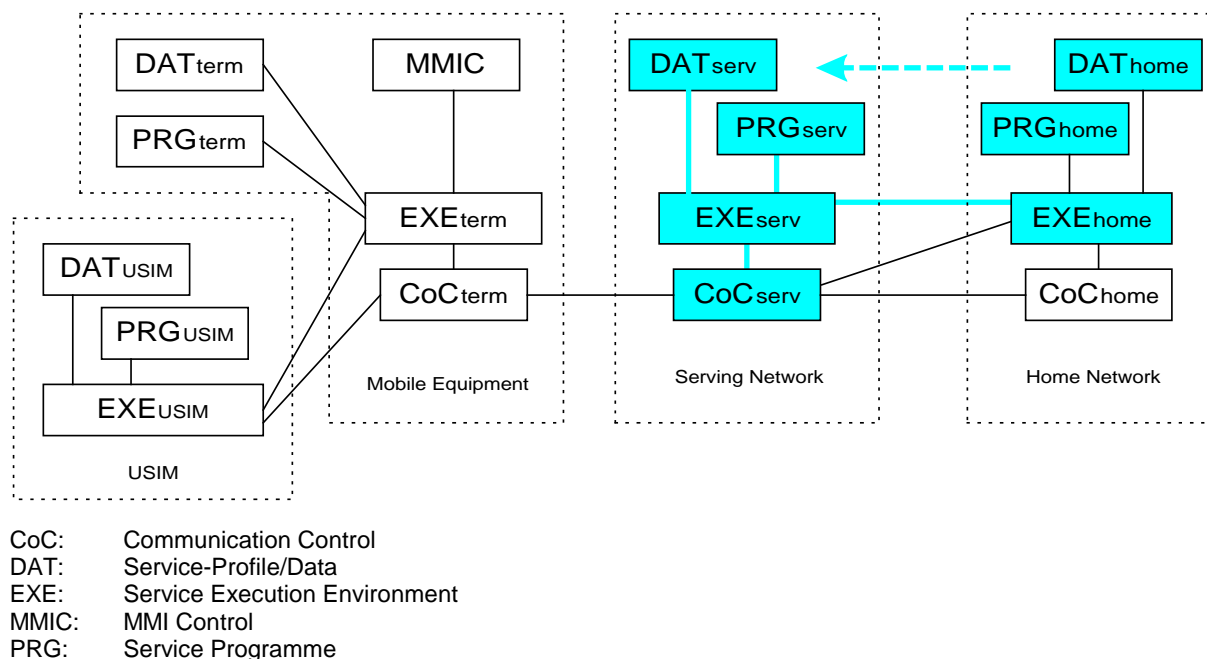 DATterm
MMIC
DATserv
DAThome
PRGterm
PRGserv
PRGhome
EXEterm
EXEserv
EXEhome
DATUSIM
CoCterm
CoCserv
CoChome
PRGUSIM
Mobile Equipment
Serving Network
Home Network
EXEUSIM
USIM
CoC: Communication Control
DAT: Service-Profile/Data
EXE: Service Execution Environment
MMIC: MMI Control
PRG: Service Programme